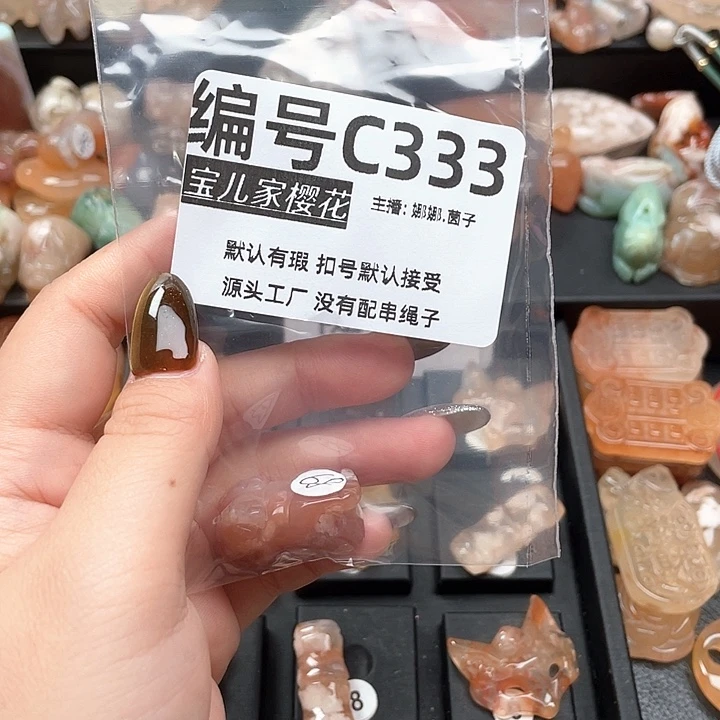 编号C333
宝儿家樱花 主播：娜娜.茵子
默认有瑕 扣号默认接受
源头工厂 没有配串绳子
8